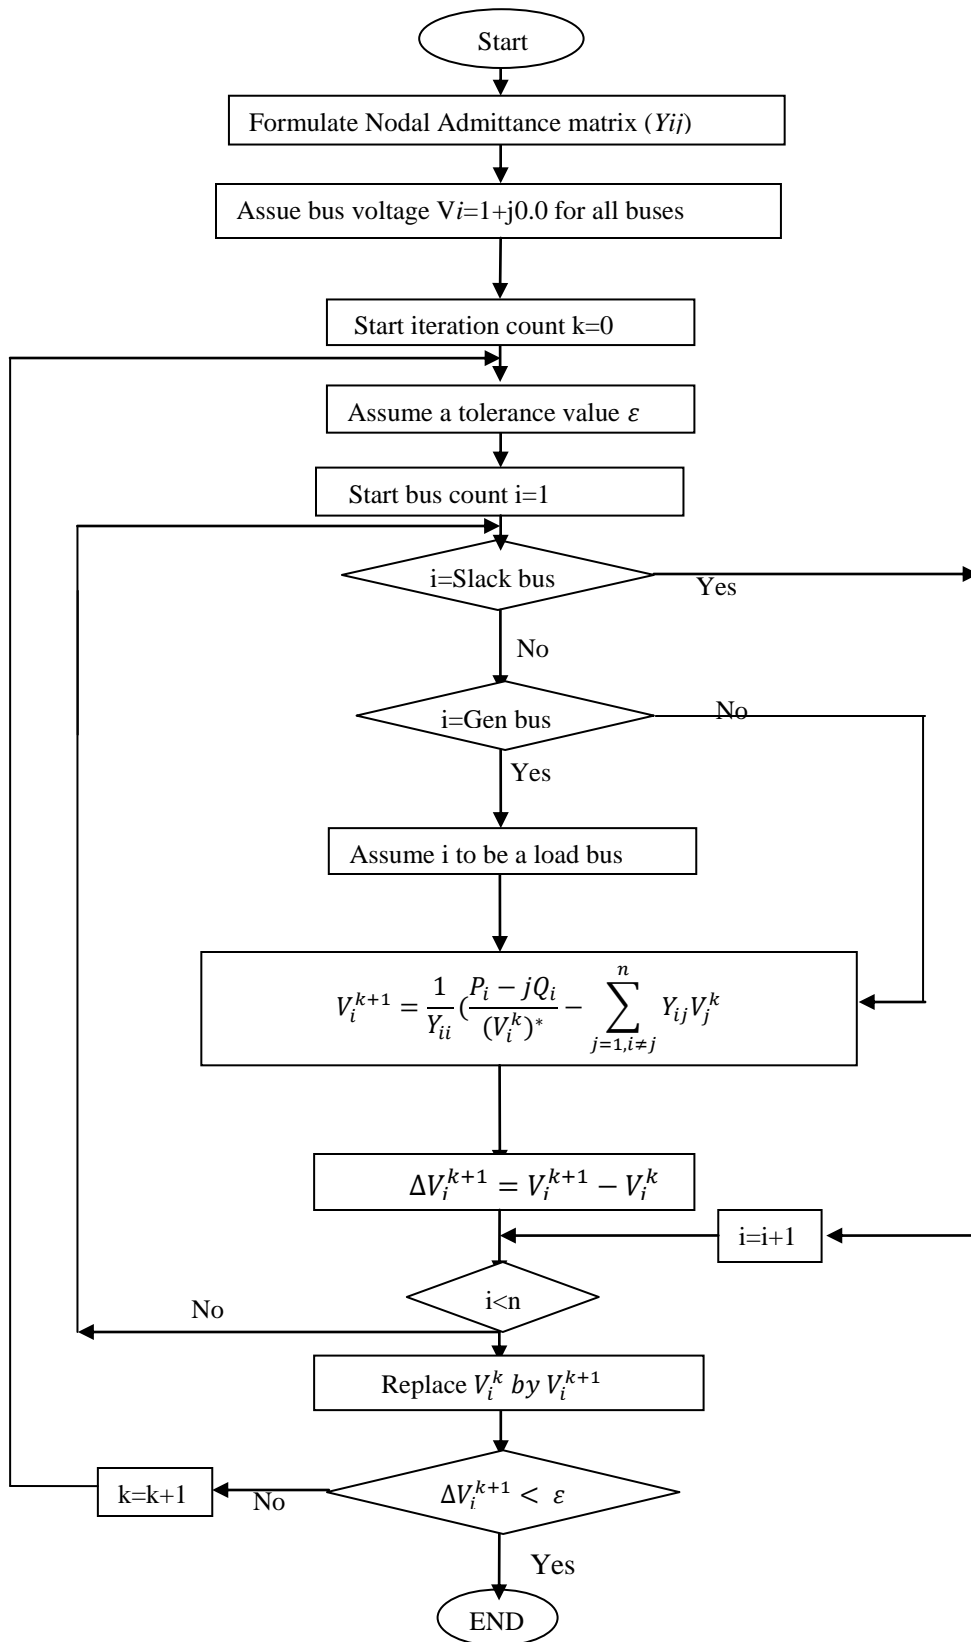 Start
Formulate Nodal Admittance matrix (Yij)
Assue bus voltage Vi=1+j0.0 for all buses
Start iteration count k=0
Assume a tolerance value ε
Start bus count i=1
i=Slack bus
Yes
No
i=Gen bus
No
Yes
Assume i to be a load bus
V_i^{k+1} = \frac{1}{Y_{ii}} (\frac{P_i - jQ_i}{(V_i^k)^*} - \sum_{j=1,i≠j}^{n} Y_{ij}V_j^k
ΔV_i^{k+1} = V_i^{k+1} − V_i^k
i=i+1
i<n
No
Replace V_i^k by V_i^{k+1}
ΔV_i^{k+1} < ε
k=k+1
No
Yes
END